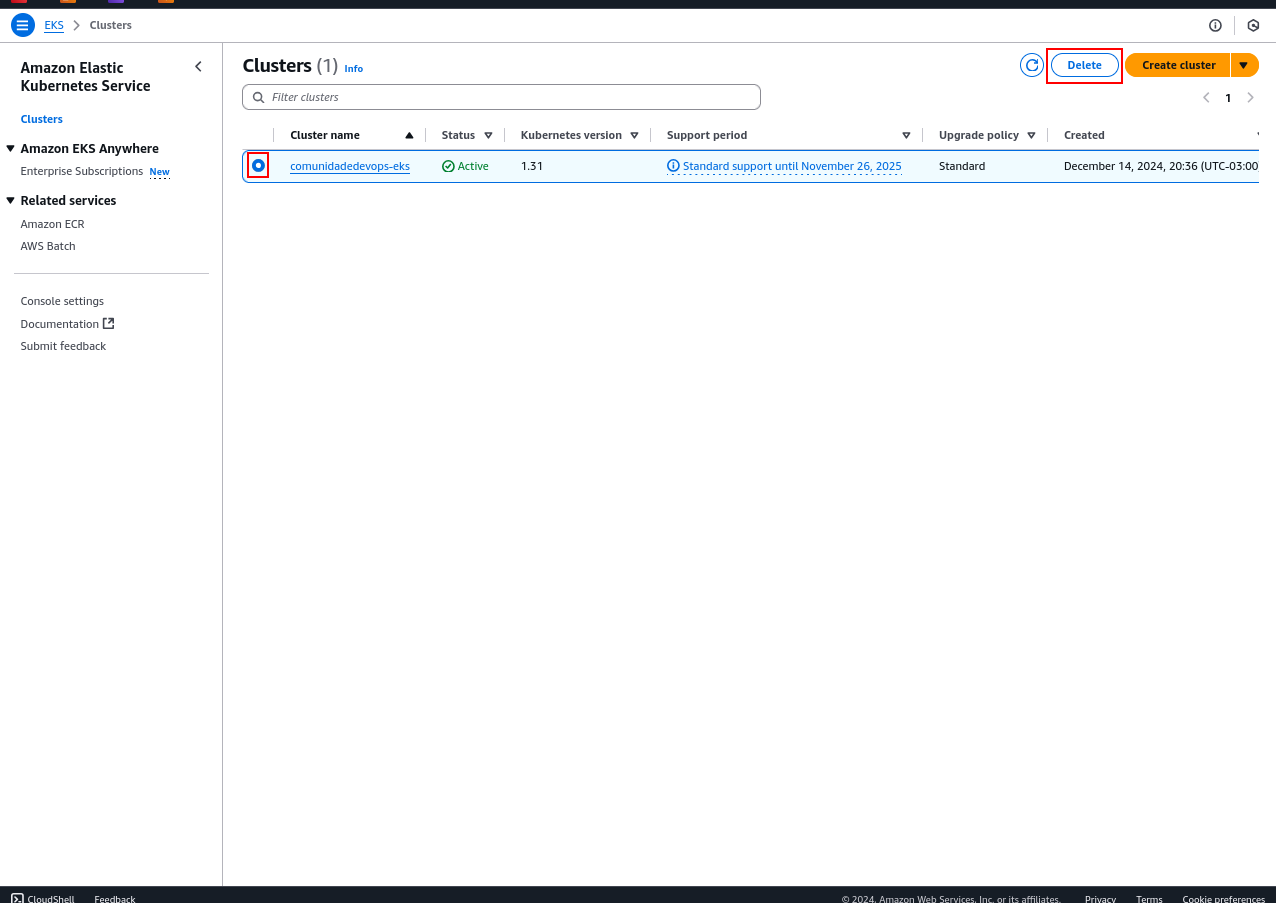 EKS Clusters
Amazon Elastic
Kubernetes Service
Clusters
Amazon EKS Anywhere
Enterprise Subscriptions New
Related services
Amazon ECR
AWS Batch
Console settings
Documentation
Submit feedback
Clusters (1) Info
Delete
Create cluster
Filter clusters
1
Cluster name Status Kubernetes version Support period Upgrade policy Created
comunidadedevops-eks Active 1.31 Standard support until November 26, 2025 Standard December 14, 2024, 20:36 (UTC-03:00
CloudShell Feedback © 2024, Amazon Web Services, Inc. or its affiliates. Privacy Terms Cookie preferences